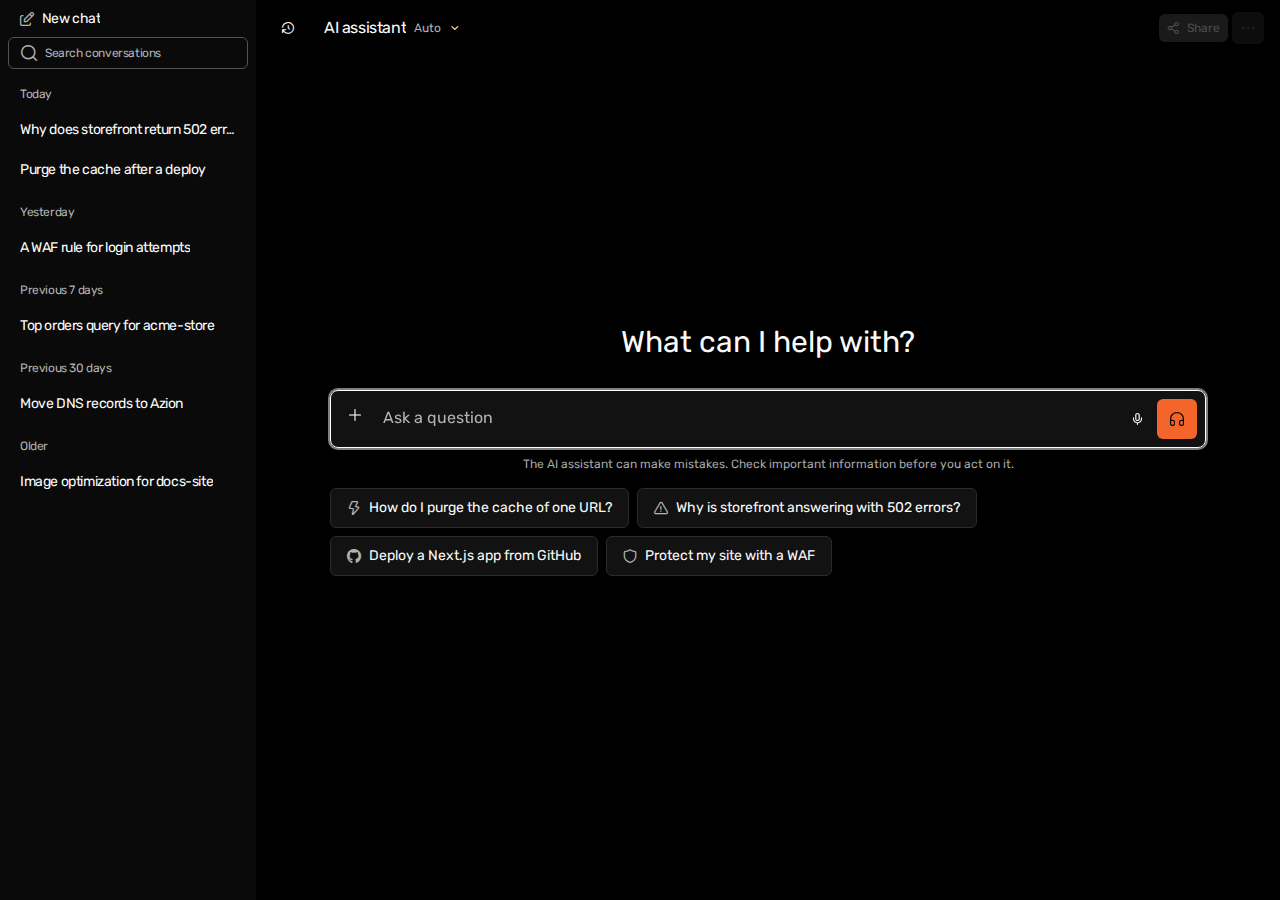 New chat
Search conversations
Today
Why does storefront return 502 err...
Purge the cache after a deploy
Yesterday
A WAF rule for login attempts
Previous 7 days
Top orders query for acme-store
Previous 30 days
Move DNS records to Azion
Older
Image optimization for docs-site
AI assistant Auto
Share
What can I help with?
Ask a question
The AI assistant can make mistakes. Check important information before you act on it.
How do I purge the cache of one URL?
Why is storefront answering with 502 errors?
Deploy a Next.js app from GitHub
Protect my site with a WAF